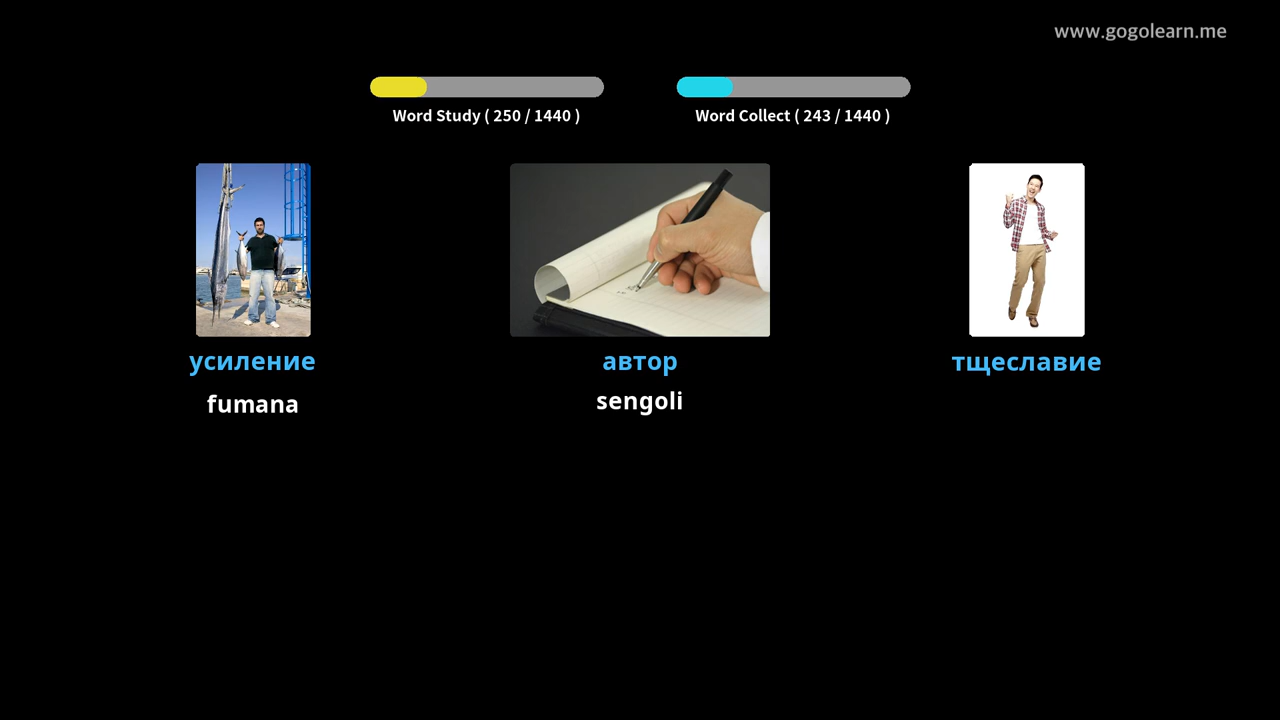 www.gogolearn.me
Word Study ( 250 / 1440 )
Word Collect ( 243 / 1440 )
усиление
автор
тщеславие
fumana
sengoli